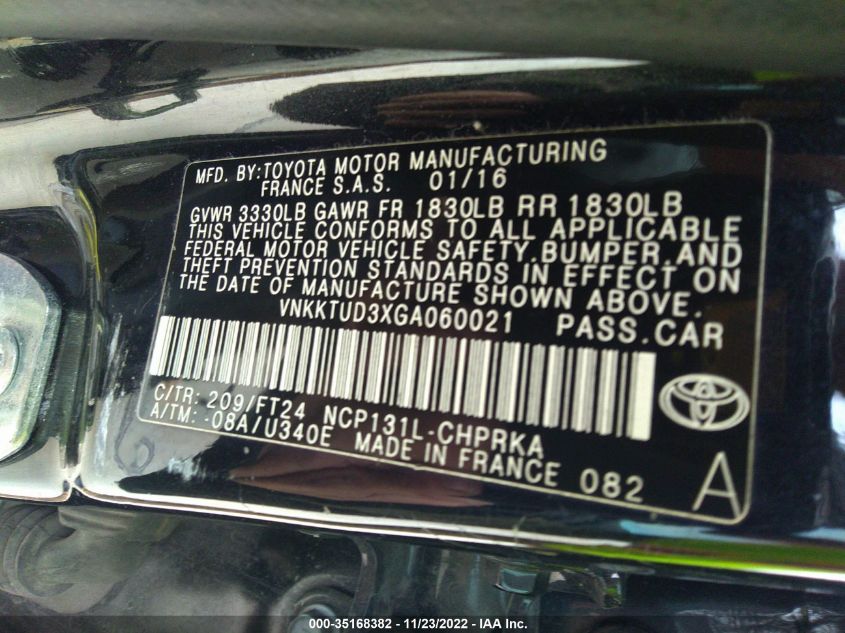 MFD. BY:TOYOTA MOTOR MANUFACTURING
FRANCE S.A.S. 01/16
GVWR 3330LB GAWR FR 1830LB RR 1830LB
THIS VEHICLE CONFORMS TO ALL APPLICABLE
FEDERAL MOTOR VEHICLE SAFETY,BUMPER,AND
THEFT PREVENTION STANDARDS IN EFFECT ON
THE DATE OF MANUFACTURE SHOWN ABOVE.
VNKKTUD3XGA060021 PASS.CAR
C/TR: 209/FT24 NCP131L-CHPRKA
A/TM: -08A/U340E MADE IN FRANCE 082
A
000-35168382 — 11/23/2022 — IAA Inc.